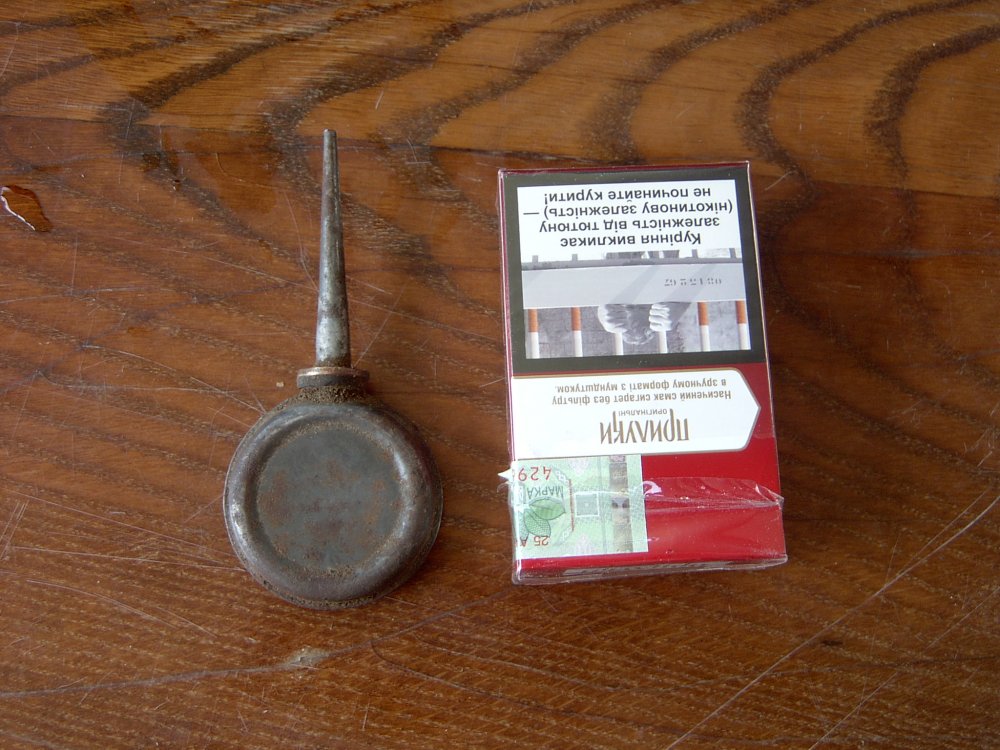 Куріння викликає
залежність від тютюну
(нікотинову залежність) —
не починайте курити!
Прилуки
ОРИГІНАЛЬНІ
Насичений смак сигарет без фільтру
в зручному форматі з мундштуком.
25 А
МАРКА
429